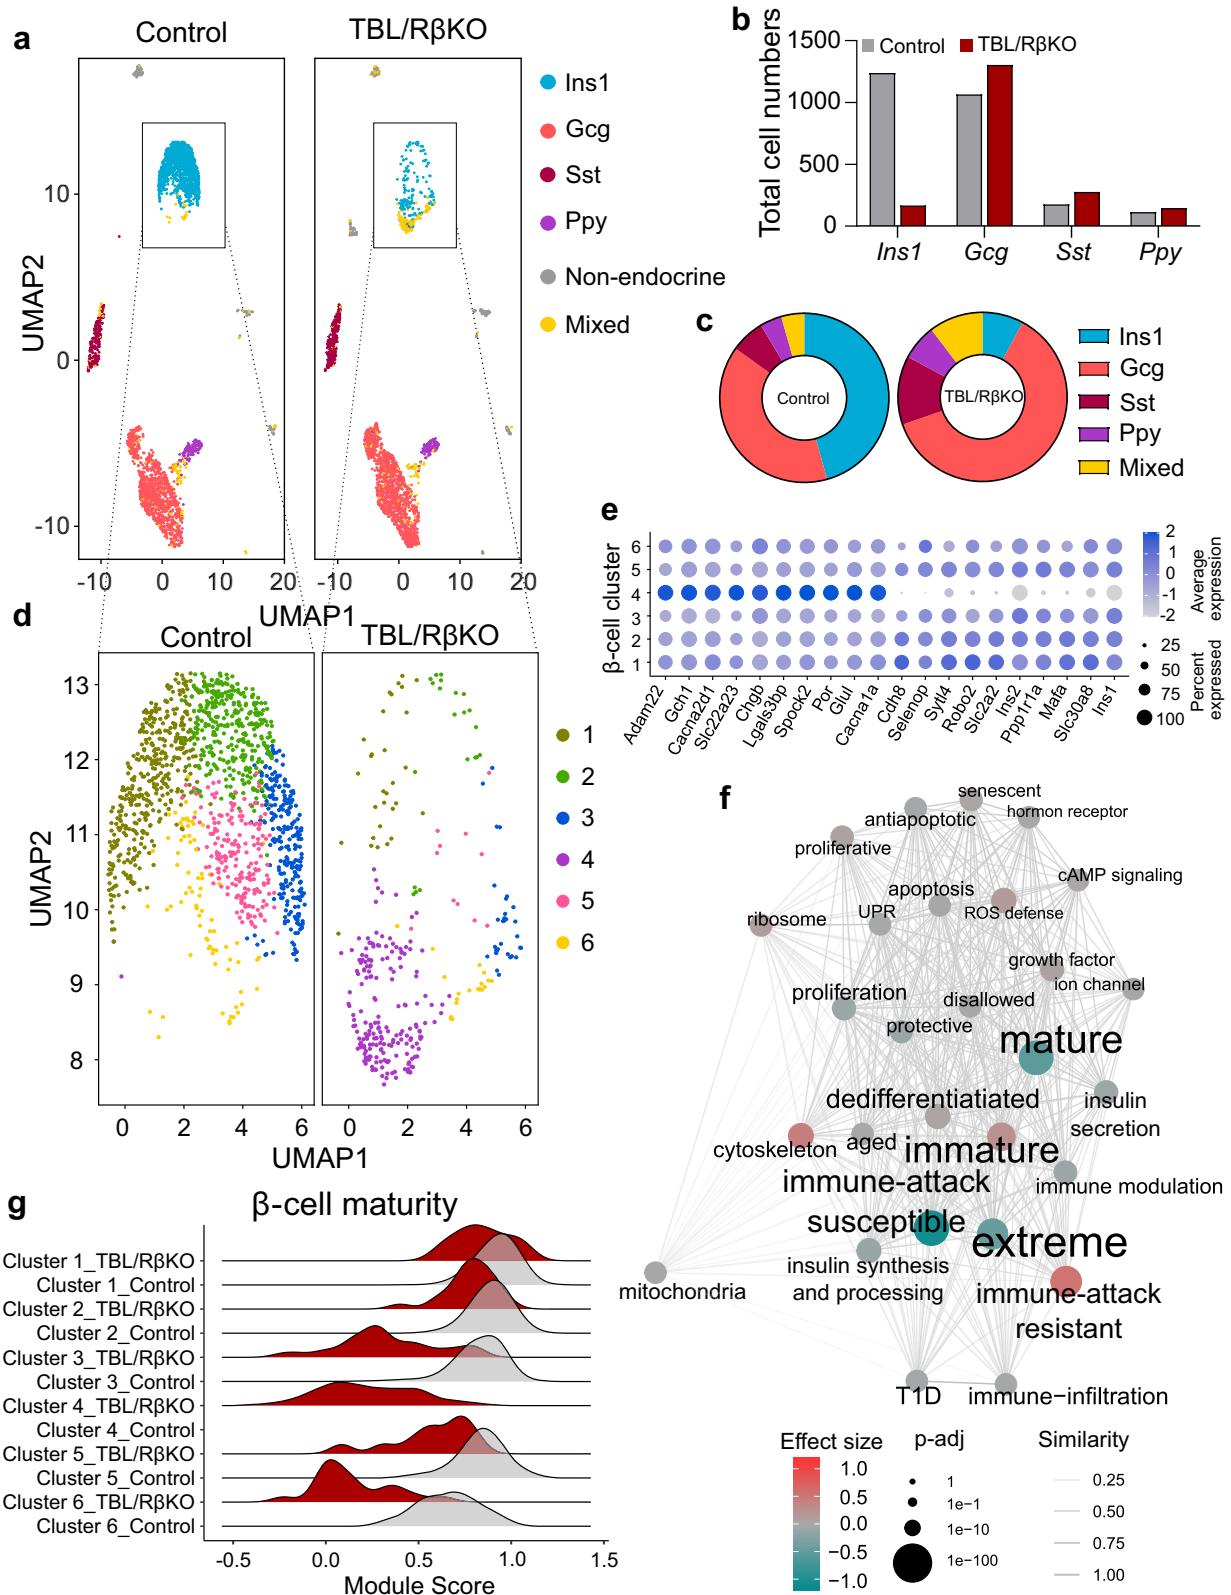 a
Control
TBL/RβKO
UMAP2
10
0
-10
-10
0
10
20
-10
0
10
20
UMAP1
Ins1
Gcg
Sst
Ppy
Non-endocrine
Mixed
b
Total cell numbers
1500
1000
500
0
Control
TBL/RβKO
Ins1
Gcg
Sst
Ppy
c
Control
TBL/RβKO
Ins1
Gcg
Sst
Ppy
Mixed
d
Control
TBL/RβKO
UMAP2
13
12
11
10
9
8
0
2
4
6
0
2
4
6
UMAP1
1
2
3
4
5
6
e
β-cell cluster
6
5
4
3
2
1
Adam22
Gch1
Cacna2d1
Slc22a23
Chgb
Lgals3bp
Spock2
Por
Glul
Cacna1a
Cdh8
Selenop
Sytl4
Robo2
Slc2a2
Ins2
Ppp1r1a
Mafa
Slc30a8
Ins1
2
1
0
-1
-2
Average
expression
25
50
75
100
Percent
expressed
f
senescent
antiapoptotic
hormon receptor
proliferative
cAMP signaling
apoptosis
ROS defense
UPR
ribosome
growth factor
ion channel
proliferation
disallowed
protective
mature
dedifferentiatiated
insulin
secretion
cytoskeleton
aged
immature
immune-attack
susceptible
immune modulation
extreme
insulin synthesis
and processing
immune-attack
resistant
mitochondria
T1D
immune−infiltration
Effect size
1.0
0.5
0.0
−0.5
−1.0
p-adj
1
1e−1
1e−10
1e−100
Similarity
0.25
0.50
0.75
1.00
g
β-cell maturity
Cluster 1_TBL/RβKO
Cluster 1_Control
Cluster 2_TBL/RβKO
Cluster 2_Control
Cluster 3_TBL/RβKO
Cluster 3_Control
Cluster 4_TBL/RβKO
Cluster 4_Control
Cluster 5_TBL/RβKO
Cluster 5_Control
Cluster 6_TBL/RβKO
Cluster 6_Control
-0.5
0.0
0.5
1.0
1.5
Module Score